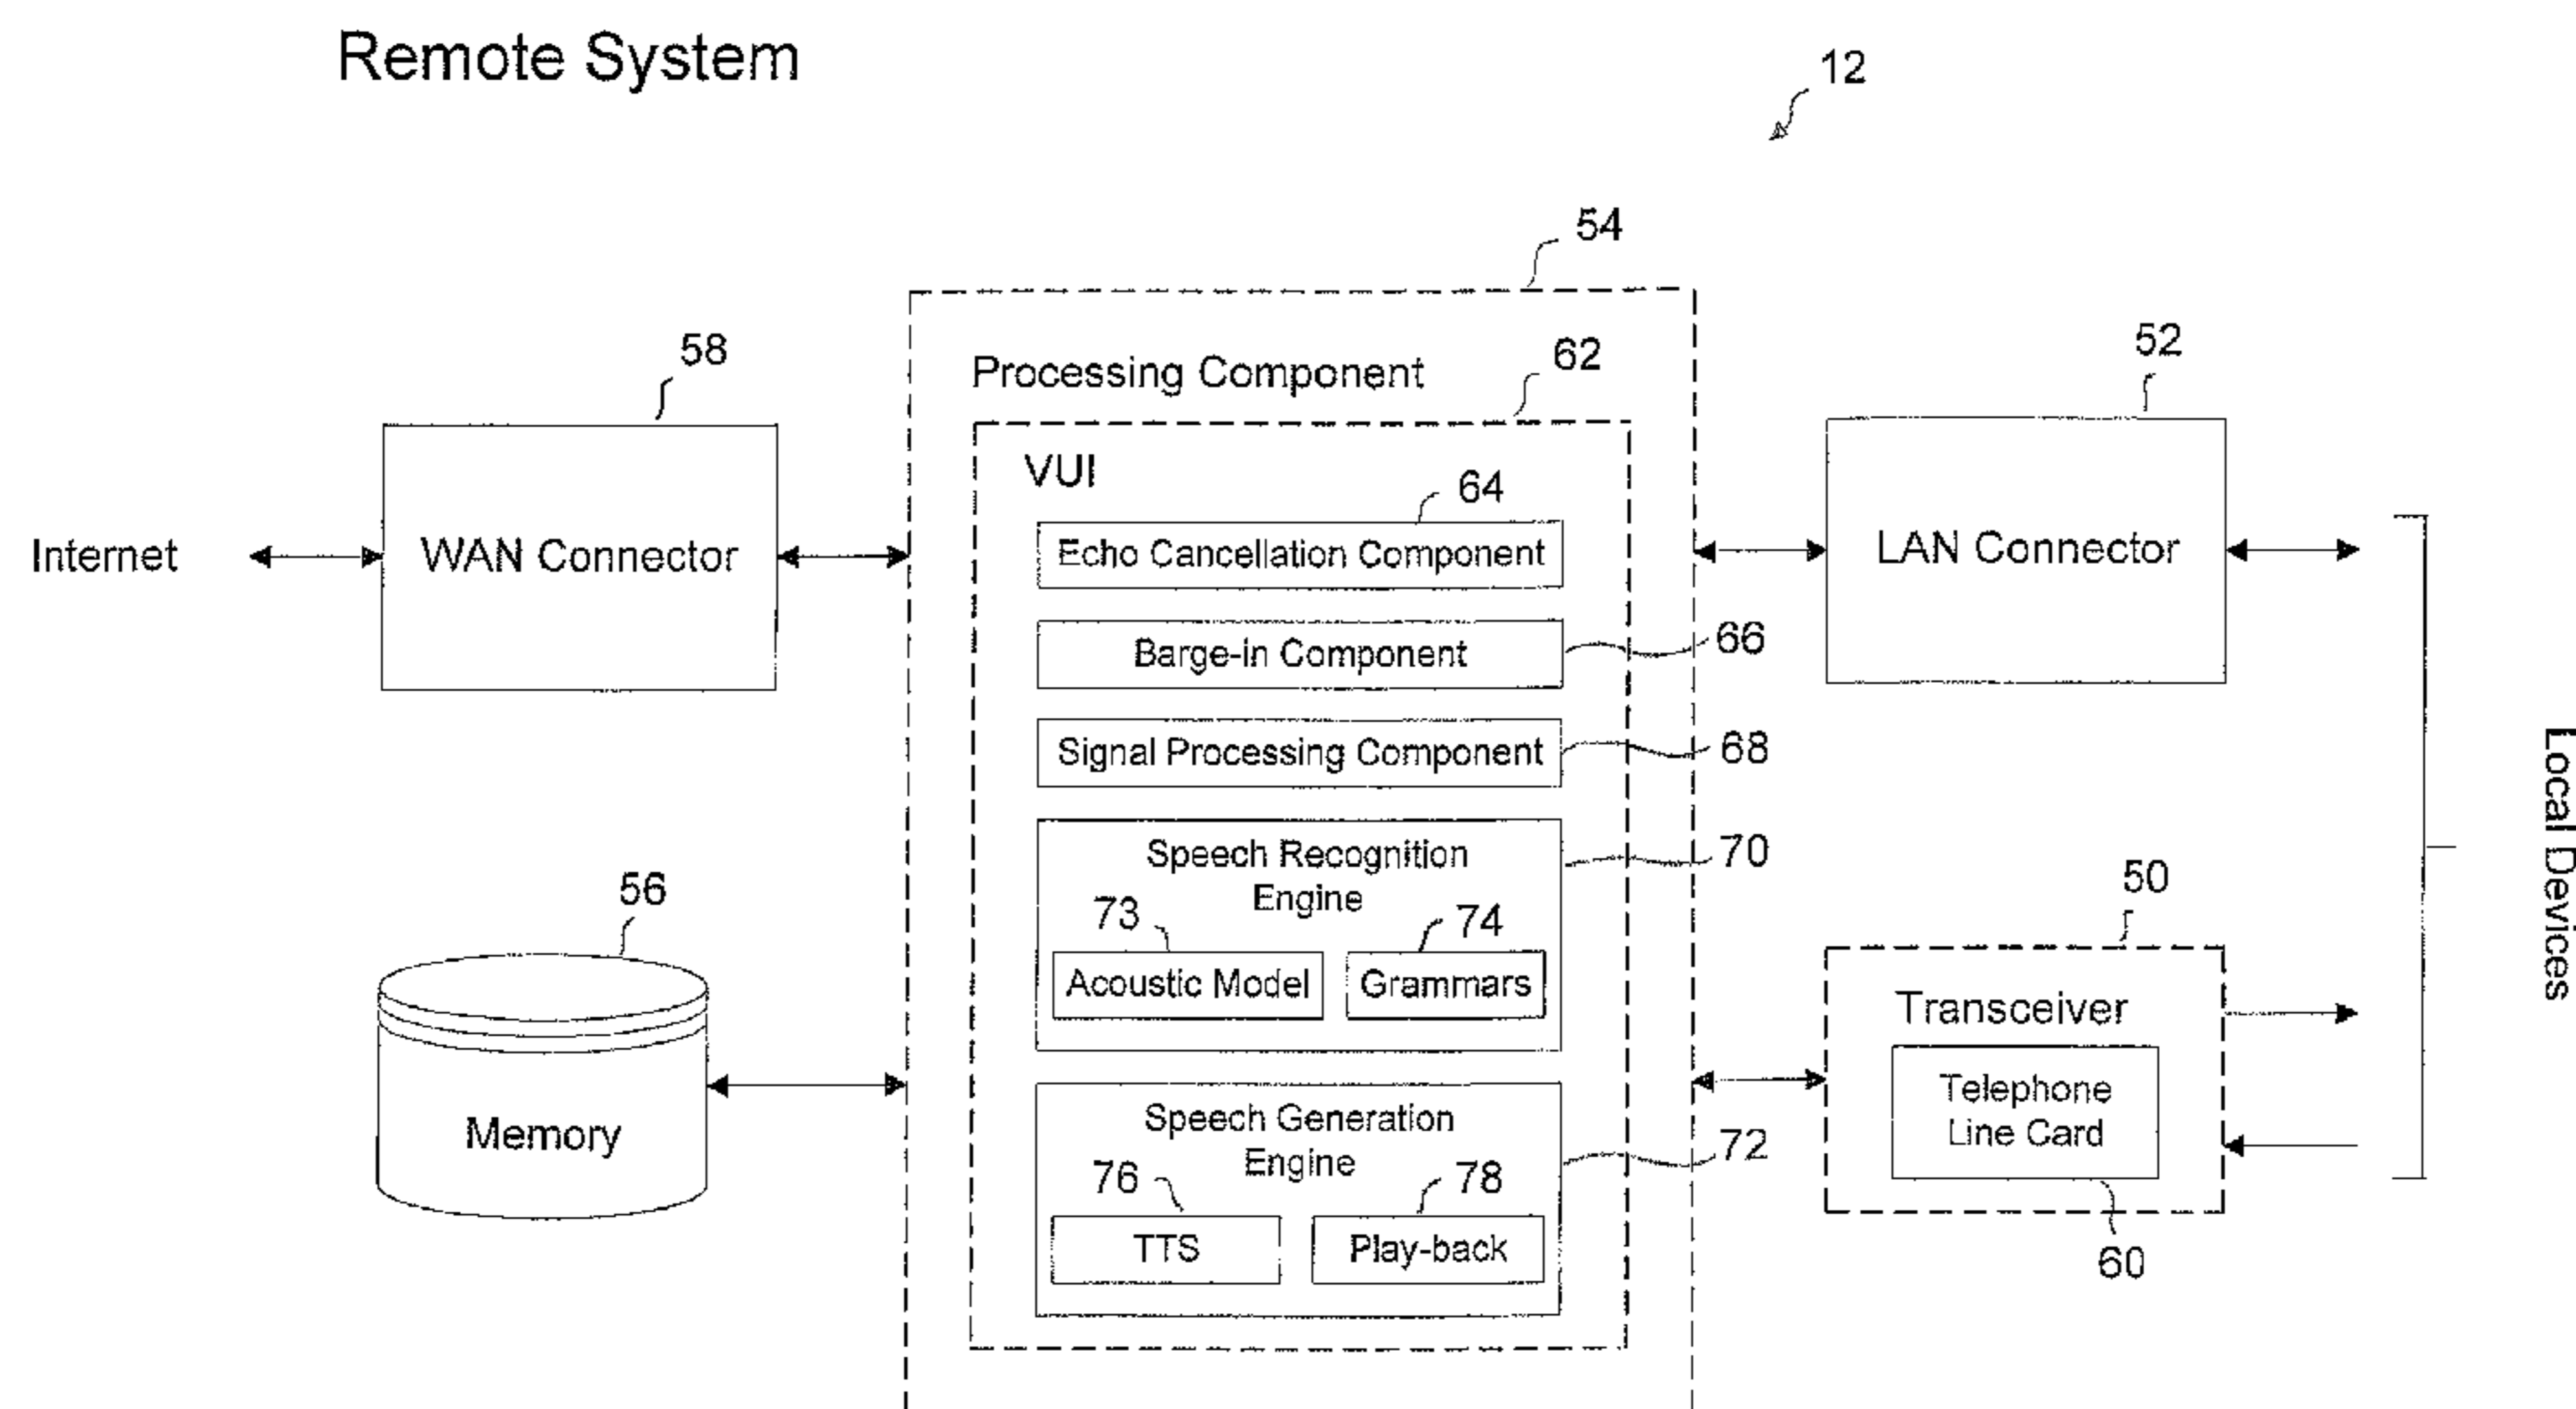 Remote System
12
54
58
Processing Component
62
52
VUI
64
Internet
WAN Connector
Echo Cancellation Component
LAN Connector
Barge-in Component
66
Signal Processing Component
68
Local Devices
Speech Recognition
Engine
70
73
74
Acoustic Model
Grammars
56
Memory
50
Transceiver
Telephone
Line Card
60
Speech Generation
Engine
72
76
78
TTS
Play-back